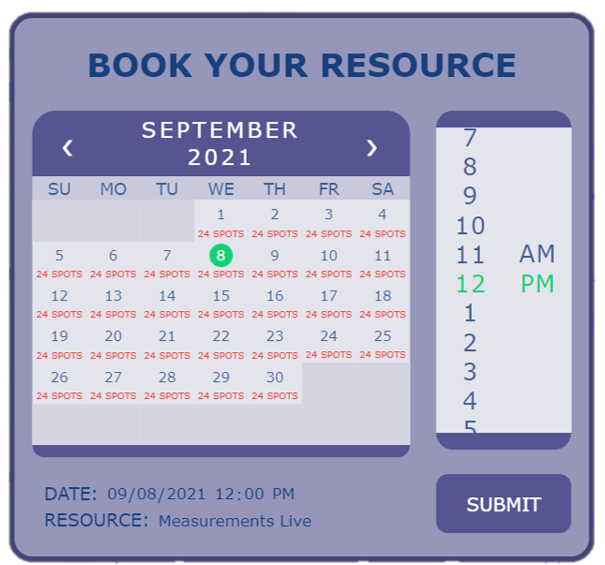 BOOK YOUR RESOURCE
‹ SEPTEMBER ›
2021
SU MO TU WE TH FR SA
1 2 3 4
24 SPOTS 24 SPOTS 24 SPOTS 24 SPOTS
5 6 7 8 9 10 11
24 SPOTS 24 SPOTS 24 SPOTS 24 SPOTS 24 SPOTS 24 SPOTS 24 SPOTS
12 13 14 15 16 17 18
24 SPOTS 24 SPOTS 24 SPOTS 24 SPOTS 24 SPOTS 24 SPOTS 24 SPOTS
19 20 21 22 23 24 25
24 SPOTS 24 SPOTS 24 SPOTS 24 SPOTS 24 SPOTS 24 SPOTS 24 SPOTS
26 27 28 29 30
24 SPOTS 24 SPOTS 24 SPOTS 24 SPOTS 24 SPOTS
7
8
9
10
11 AM
12 PM
1
2
3
4
5
DATE: 09/08/2021 12:00 PM
RESOURCE: Measurements Live
SUBMIT